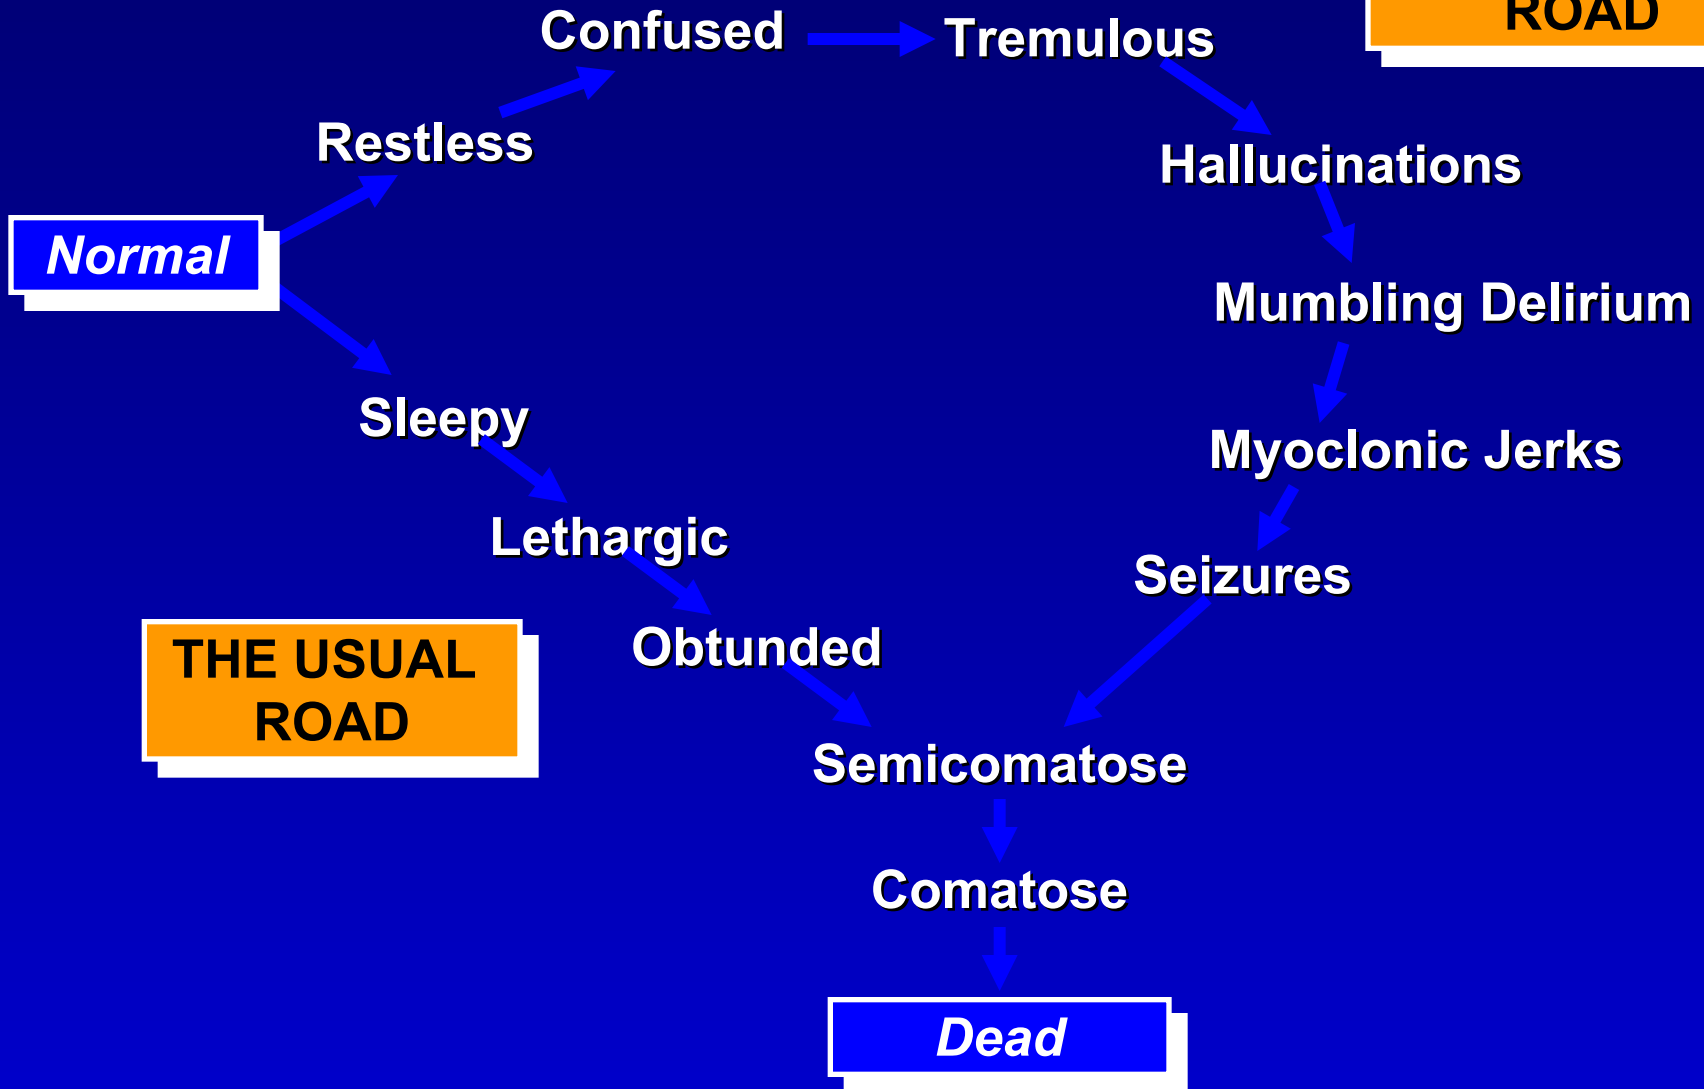 ROAD
Confused
Tremulous
Restless
Hallucinations
Normal
Mumbling Delirium
Sleepy
Myoclonic Jerks
Lethargic
Seizures
THE USUAL
ROAD
Obtunded
Semicomatose
Comatose
Dead